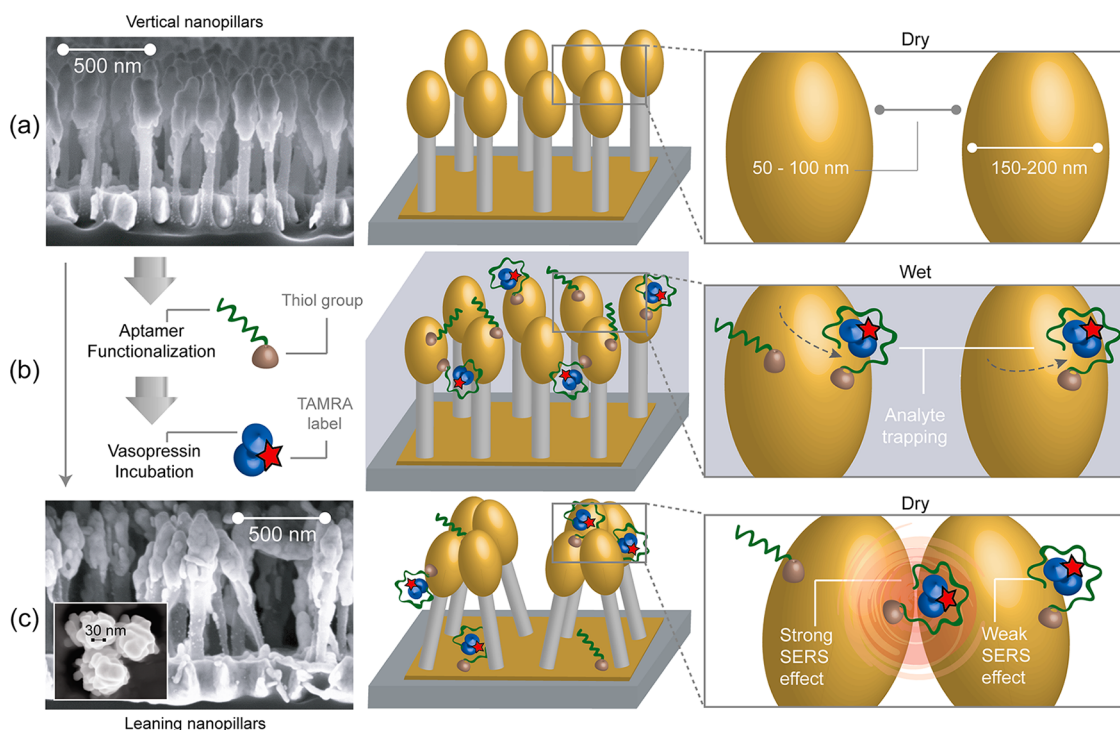 Vertical nanopillars
500 nm
(a)
Dry
50 - 100 nm
150-200 nm
Aptamer
Functionalization
Thiol group
(b)
Vasopressin
Incubation
TAMRA
label
Wet
Analyte
trapping
500 nm
(c)
30 nm
Leaning nanopillars
Dry
Strong
SERS
effect
Weak
SERS
effect